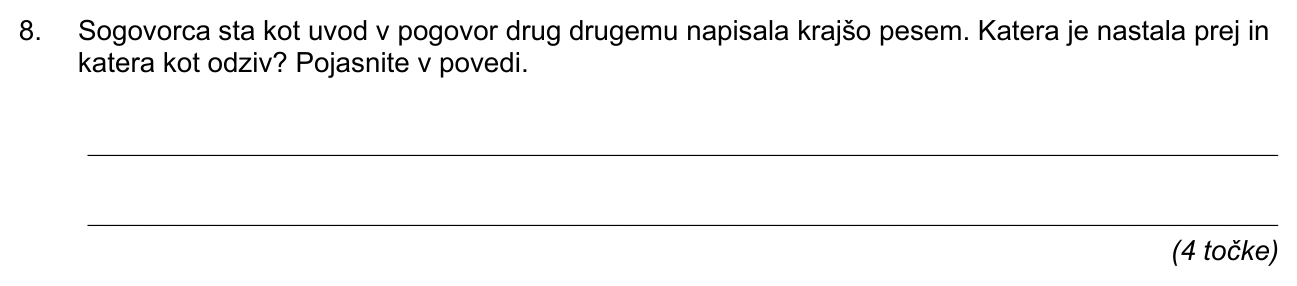 8. Sogovorca sta kot uvod v pogovor drug drugemu napisala krajšo pesem. Katera je nastala prej in
katera kot odziv? Pojasnite v povedi.
(4 točke)